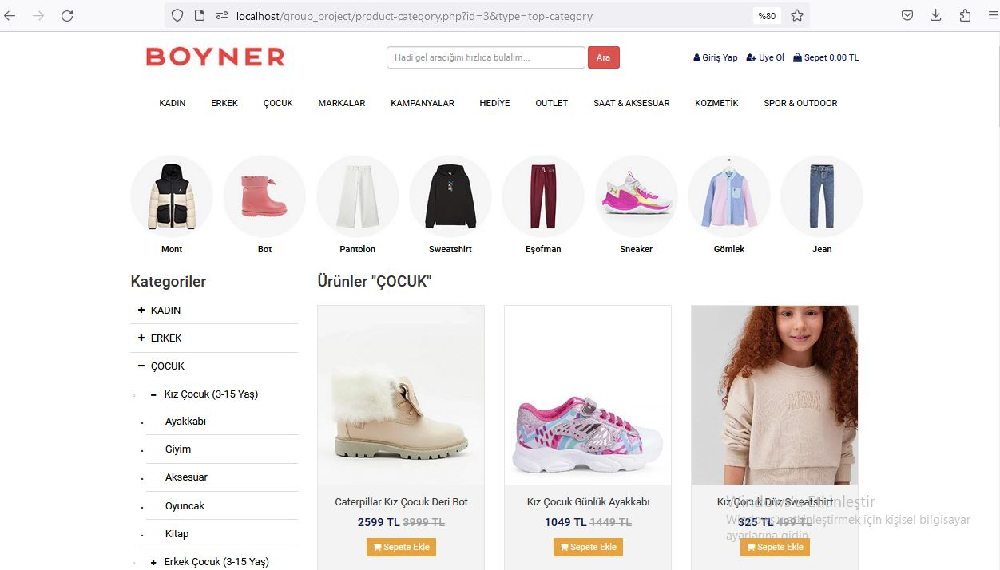 localhost/group_project/product-category.php?id=3&type=top-category
%80
BOYNER
Hadi gel aradığını hızlıca bulalım...
Ara
Giriş Yap
Üye Ol
Sepet 0.00 TL
KADIN
ERKEK
ÇOCUK
MARKALAR
KAMPANYALAR
HEDİYE
OUTLET
SAAT & AKSESUAR
KOZMETİK
SPOR & OUTDOOR
Mont
Bot
Pantolon
Sweatshirt
Eşofman
Sneaker
Gömlek
Jean
Kategoriler
+ KADIN
+ ERKEK
− ÇOCUK
− Kız Çocuk (3-15 Yaş)
Ayakkabı
Giyim
Aksesuar
Oyuncak
Kitap
+ Erkek Çocuk (3-15 Yaş)
Ürünler "ÇOCUK"
Caterpillar Kız Çocuk Deri Bot
2599 TL 3999 TL
Sepete Ekle
Kız Çocuk Günlük Ayakkabı
1049 TL 1449 TL
Sepete Ekle
Kız Çocuk Düz Sweatshirt
325 TL 499 TL
Sepete Ekle
Windows'u Etkinleştir
Windows'u etkinleştirmek için kişisel bilgisayar
ayarlarına gidin.